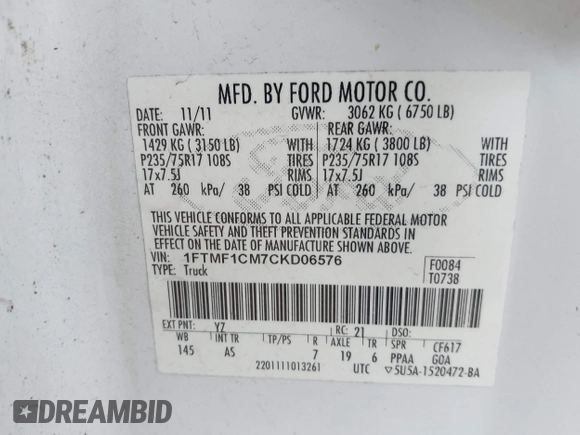 MFD. BY FORD MOTOR CO.
DATE: 11/11 GVWR: 3062 KG ( 6750 LB)
FRONT GAWR: REAR GAWR:
1429 KG ( 3150 LB) WITH 1724 KG ( 3800 LB) WITH
P235/75R17 108S TIRES P235/75R17 108S TIRES
17x7.5J RIMS 17x7.5J RIMS
AT 260 kPa/ 38 PSI COLD AT 260 kPa/ 38 PSI COLD
THIS VEHICLE CONFORMS TO ALL APPLICABLE FEDERAL MOTOR
VEHICLE SAFETY AND THEFT PREVENTION STANDARDS IN
EFFECT ON THE DATE OF MANUFACTURE SHOWN ABOVE.
VIN: 1FTMF1CM7CKD06576 F0084
TYPE: Truck T0738
EXT PNT: YZ RC: 21 DSO:
WB INT TR TP/PS R AXLE TR SPR CF617
145 AS 7 19 6 PPAA GOA
2201111013261 UTC ▽5U5A-1520472-BA
DREAMBID